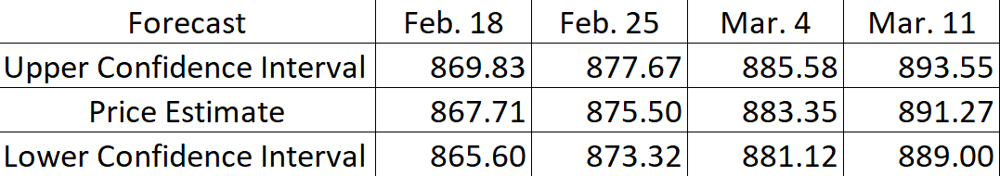 Forecast Feb. 18 Feb. 25 Mar. 4 Mar. 11
Upper Confidence Interval 869.83 877.67 885.58 893.55
Price Estimate 867.71 875.50 883.35 891.27
Lower Confidence Interval 865.60 873.32 881.12 889.00